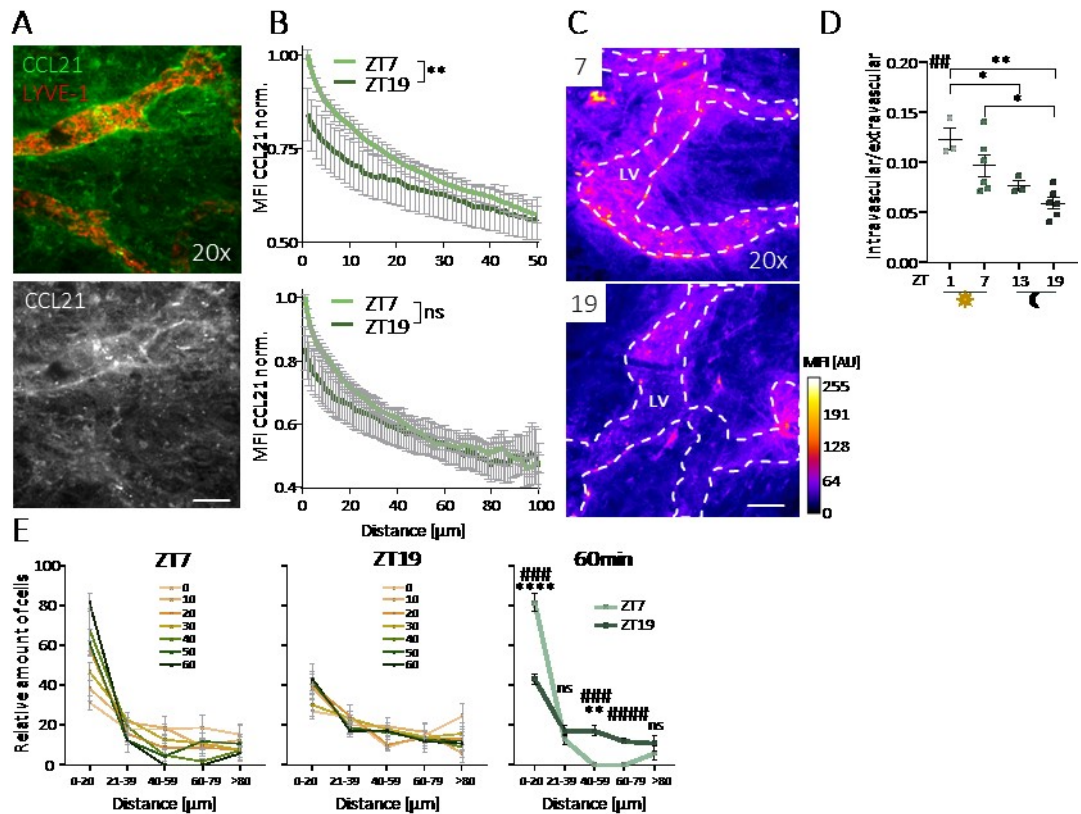 A
CCL21
LYVE-1
20x
CCL21
B
MFI CCL21 norm.
1.00
0.75
0.50
ZT7
ZT19
**
0 10 20 30 40 50
MFI CCL21 norm.
1.0
0.8
0.6
0.4
ZT7
ZT19
ns
0 20 40 60 80 100
Distance [µm]
C
7
LV
20x
19
LV
MFI [AU]
255
191
128
64
0
D
Intravascular/extravascular
0.20
0.15
0.10
0.05
0.00
##
**
*
*
ZT 1 7 13 19
E
Relative amount of cells
100
80
60
40
20
0
ZT7
0
10
20
30
40
50
60
0-20 21-39 40-59 60-79 >80
Distance [µm]
ZT19
0
10
20
30
40
50
60
0-20 21-39 40-59 60-79 >80
Distance [µm]
60min
####
****
ZT7
ZT19
ns
####
**
#####
ns
0-20 21-39 40-59 60-79 >80
Distance [µm]